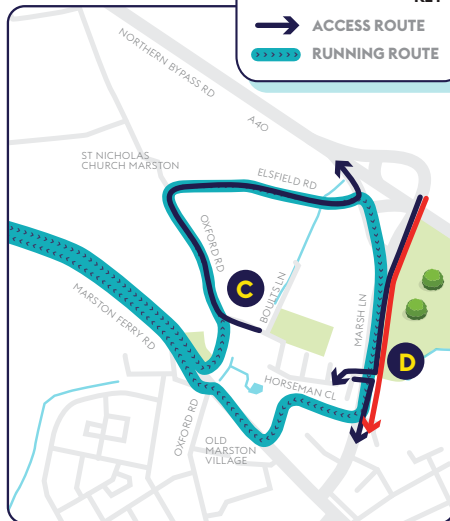 KEY
ACCESS ROUTE
RUNNING ROUTE
NORTHERN BYPASS RD
A40
ST NICHOLAS
CHURCH MARSTON
ELSFIELD RD
OXFORD RD
C
BOULTS LN
MARSTON FERRY RD
MARSH LN
D
HORSEMAN CL
OXFORD RD
OLD
MARSTON
VILLAGE